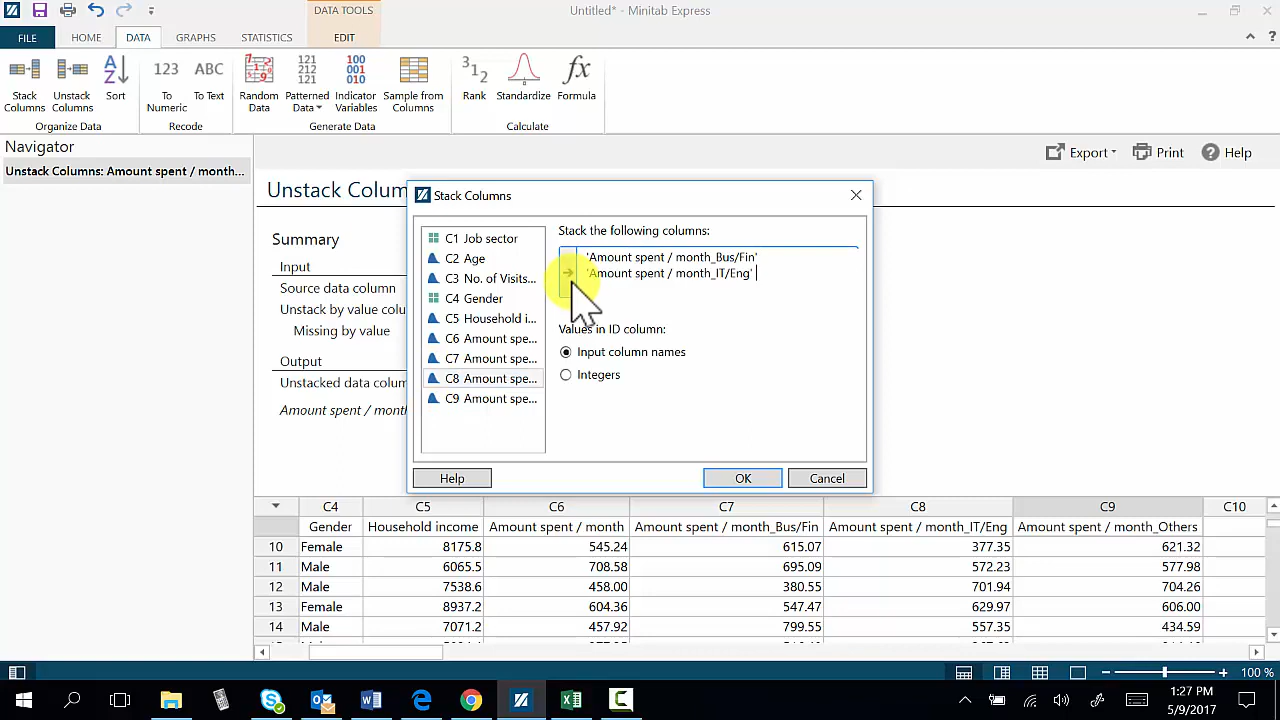 DATA TOOLS
Untitled* - Minitab Express
FILE
HOME
DATA
GRAPHS
STATISTICS
EDIT
Stack Columns
Unstack Columns
Sort
123 To Numeric
ABC To Text
Random Data
Patterned Data
Indicator Variables
Sample from Columns
Rank
Standardize
Formula
Organize Data
Recode
Generate Data
Calculate
Navigator
Unstack Columns: Amount spent / month...
Export
Print
Help
Unstack Colum
Summary
Input
Source data column
Unstack by value colu
Missing by value
Output
Unstacked data column
Amount spent / month
Stack Columns
C1 Job sector
C2 Age
C3 No. of Visits...
C4 Gender
C5 Household i...
C6 Amount spe...
C7 Amount spe...
C8 Amount spe...
C9 Amount spe...
Stack the following columns:
'Amount spent / month_Bus/Fin'
'Amount spent / month_IT/Eng'
Values in ID column:
Input column names
Integers
Help
OK
Cancel
C4 C5 C6 C7 C8 C9 C10
Gender Household income Amount spent / month Amount spent / month_Bus/Fin Amount spent / month_IT/Eng Amount spent / month_Others
10 Female 8175.8 545.24 615.07 377.35 621.32
11 Male 6065.5 708.58 695.09 572.23 577.98
12 Male 7538.6 458.00 380.55 701.94 704.26
13 Female 8937.2 604.36 547.47 629.97 606.00
14 Male 7071.2 457.92 799.55 557.35 434.59
100 %
1:27 PM
5/9/2017